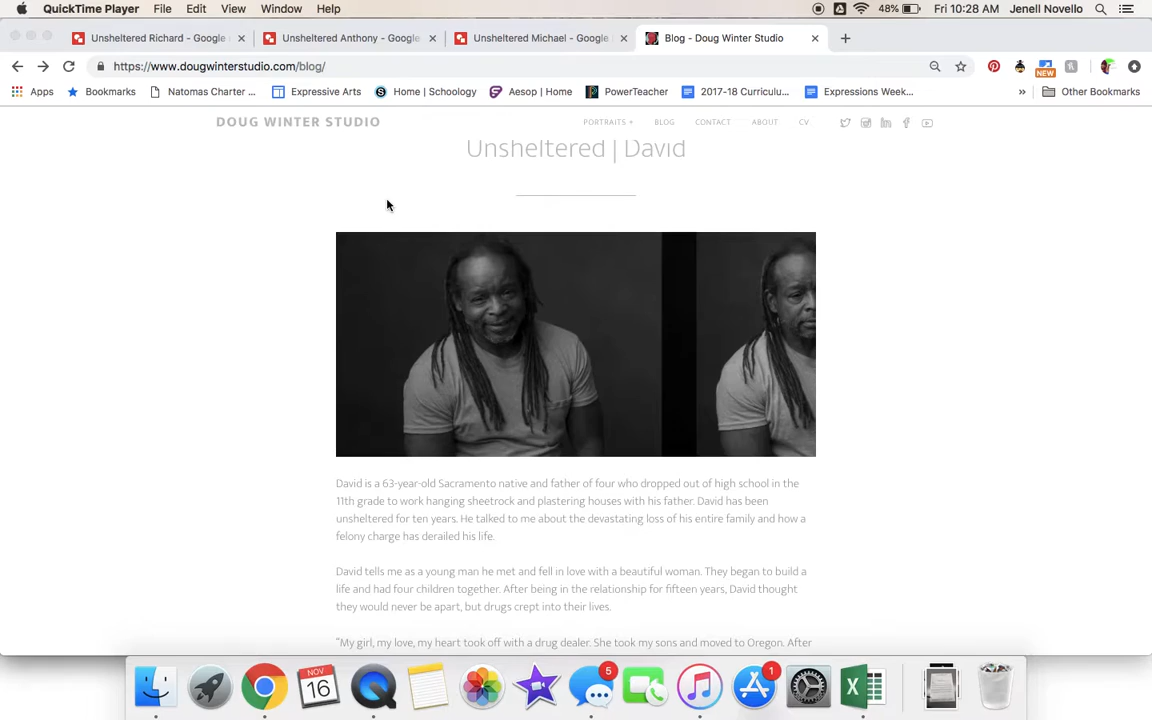 QuickTime Player File Edit View Window Help 48% Fri 10:28 AM Jenell Novello
Unsheltered Richard - Google Unsheltered Anthony - Google Unsheltered Michael - Google Blog - Doug Winter Studio
https://www.dougwinterstudio.com/blog/
Apps Bookmarks Natomas Charter ... Expressive Arts Home | Schoology Aesop | Home PowerTeacher 2017-18 Curriculu... Expressions Week... » Other Bookmarks
NEW
DOUG WINTER STUDIO PORTRAITS + BLOG CONTACT ABOUT CV
Unsheltered | David
David is a 63-year-old Sacramento native and father of four who dropped out of high school in the
11th grade to work hanging sheetrock and plastering houses with his father. David has been
unsheltered for ten years. He talked to me about the devastating loss of his entire family and how a
felony charge has derailed his life.
David tells me as a young man he met and fell in love with a beautiful woman. They began to build a
life and had four children together. After being in the relationship for fifteen years, David thought
they would never be apart, but drugs crept into their lives.
“My girl, my love, my heart took off with a drug dealer. She took my sons and moved to Oregon. After
NOV
16
5
1